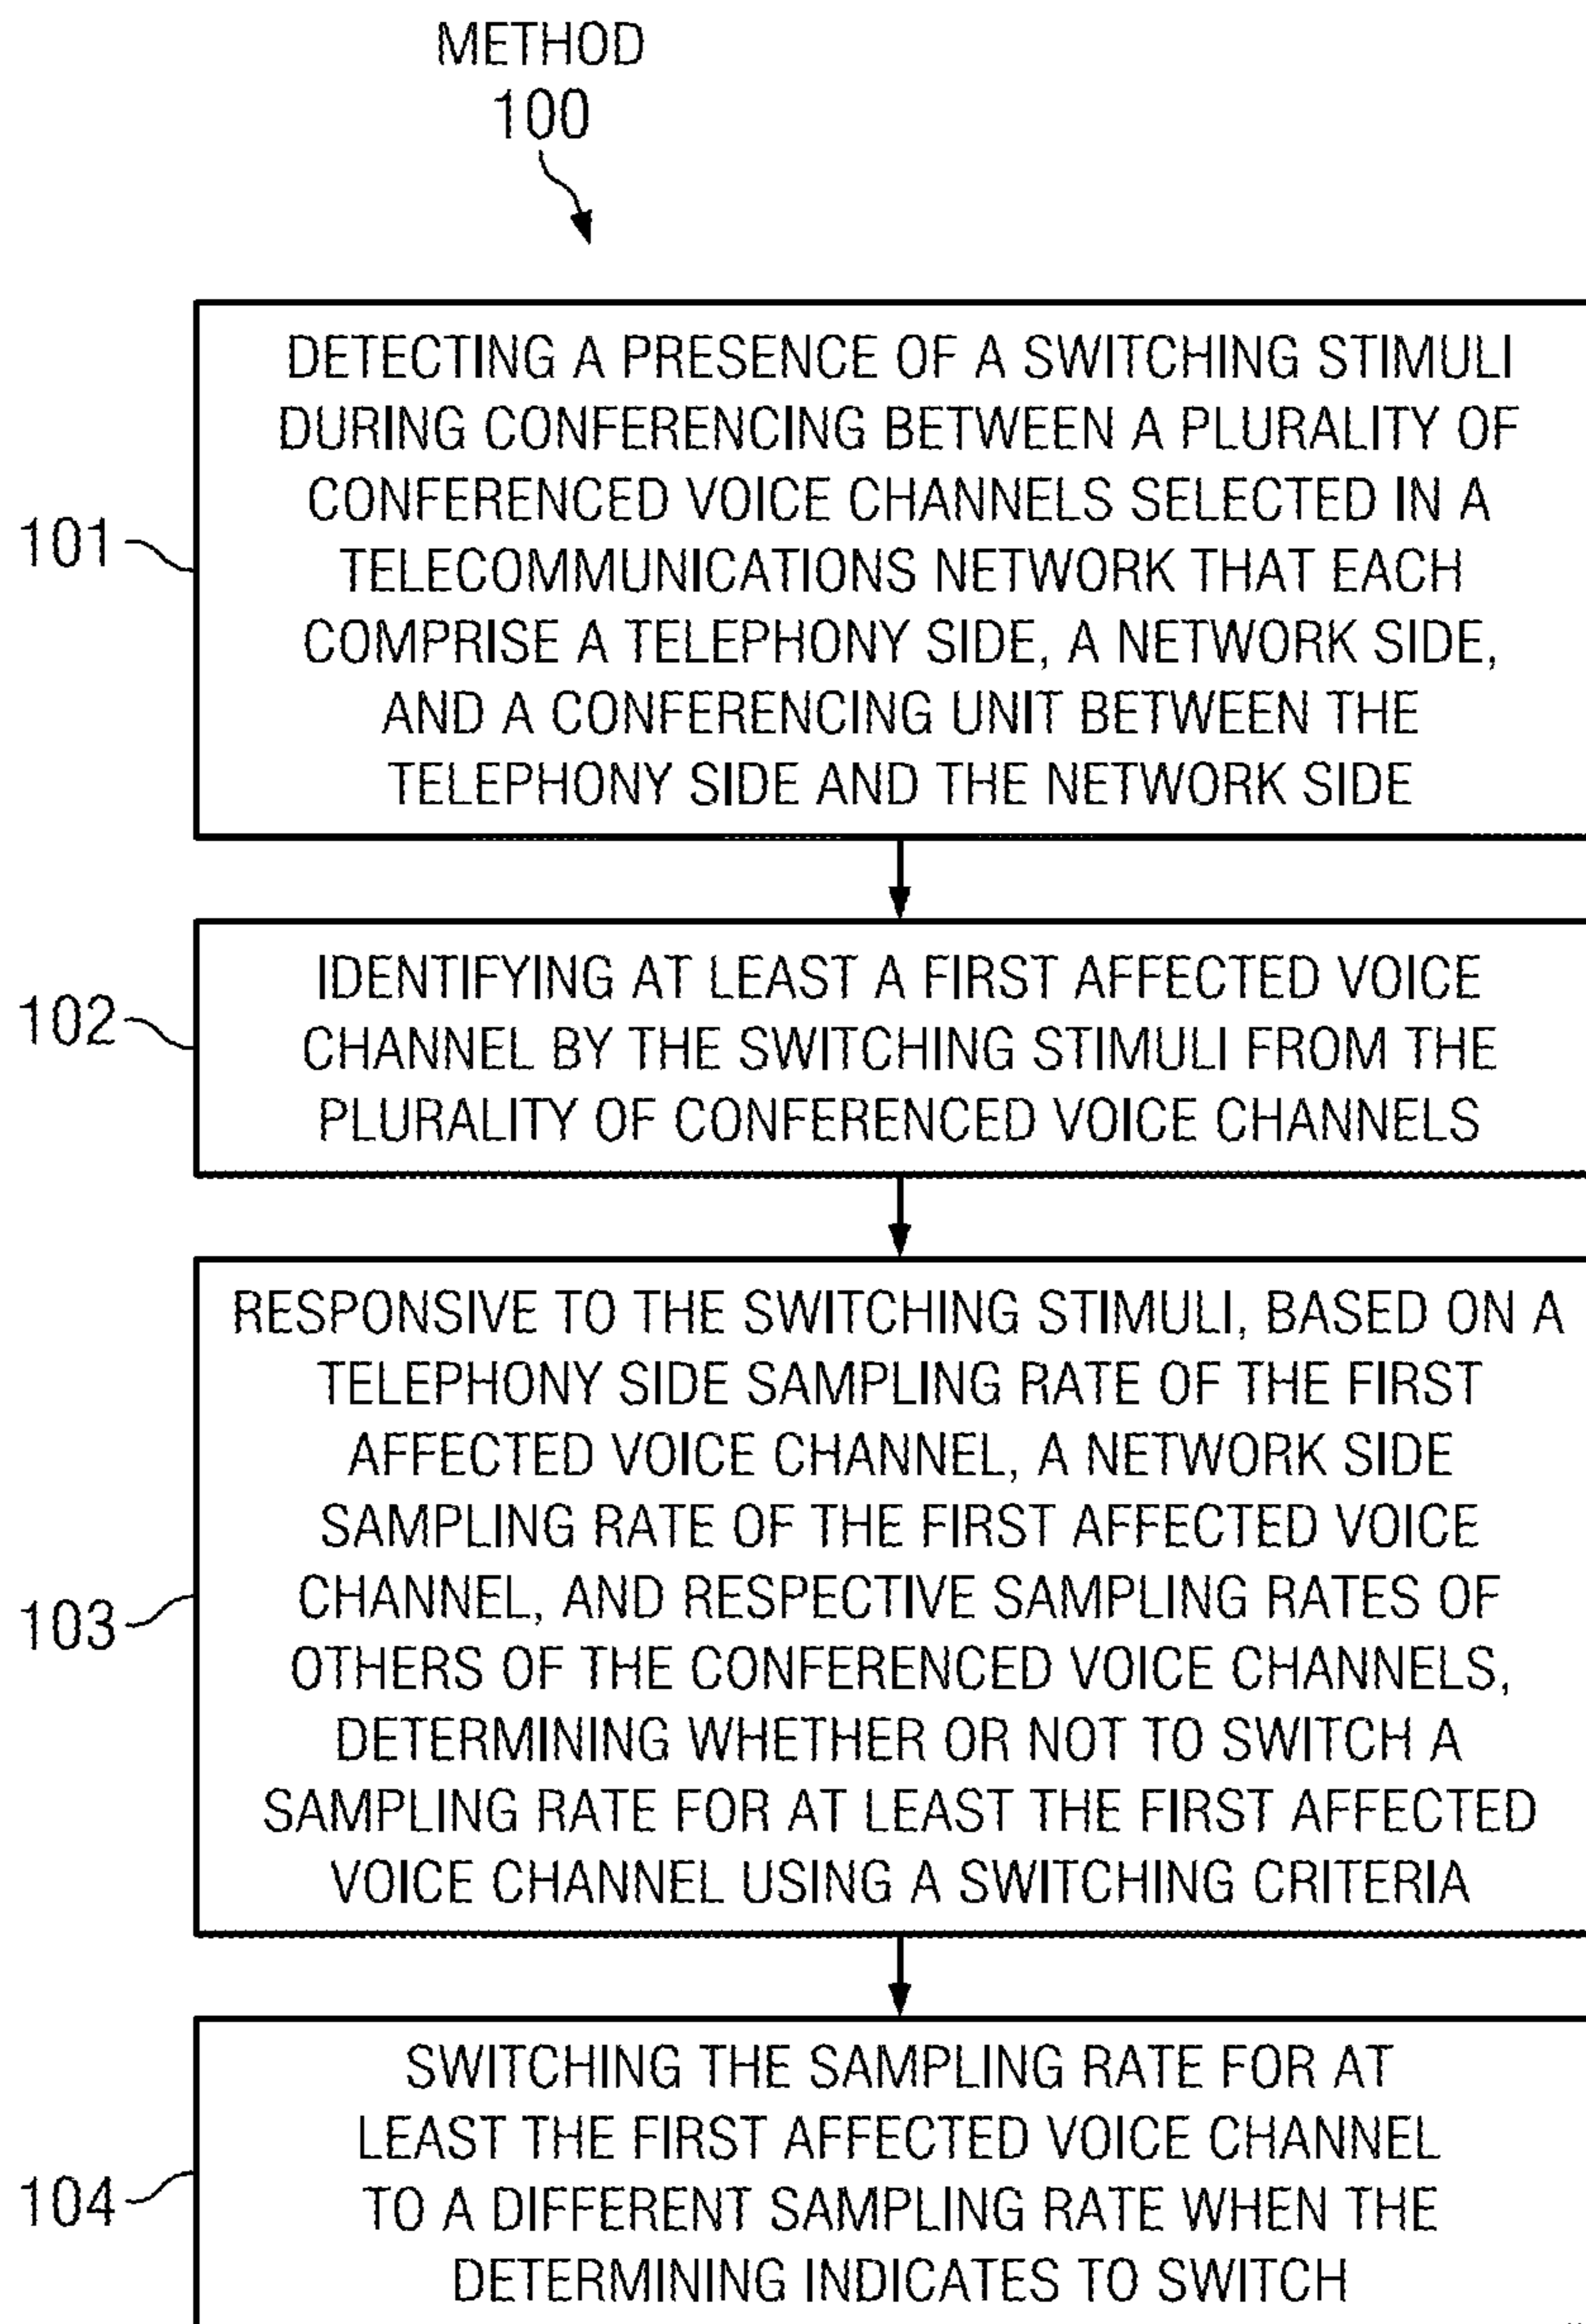 METHOD
100
101
DETECTING A PRESENCE OF A SWITCHING STIMULI
DURING CONFERENCING BETWEEN A PLURALITY OF
CONFERENCED VOICE CHANNELS SELECTED IN A
TELECOMMUNICATIONS NETWORK THAT EACH
COMPRISE A TELEPHONY SIDE, A NETWORK SIDE,
AND A CONFERENCING UNIT BETWEEN THE
TELEPHONY SIDE AND THE NETWORK SIDE
102
IDENTIFYING AT LEAST A FIRST AFFECTED VOICE
CHANNEL BY THE SWITCHING STIMULI FROM THE
PLURALITY OF CONFERENCED VOICE CHANNELS
103
RESPONSIVE TO THE SWITCHING STIMULI, BASED ON A
TELEPHONY SIDE SAMPLING RATE OF THE FIRST
AFFECTED VOICE CHANNEL, A NETWORK SIDE
SAMPLING RATE OF THE FIRST AFFECTED VOICE
CHANNEL, AND RESPECTIVE SAMPLING RATES OF
OTHERS OF THE CONFERENCED VOICE CHANNELS,
DETERMINING WHETHER OR NOT TO SWITCH A
SAMPLING RATE FOR AT LEAST THE FIRST AFFECTED
VOICE CHANNEL USING A SWITCHING CRITERIA
104
SWITCHING THE SAMPLING RATE FOR AT
LEAST THE FIRST AFFECTED VOICE CHANNEL
TO A DIFFERENT SAMPLING RATE WHEN THE
DETERMINING INDICATES TO SWITCH